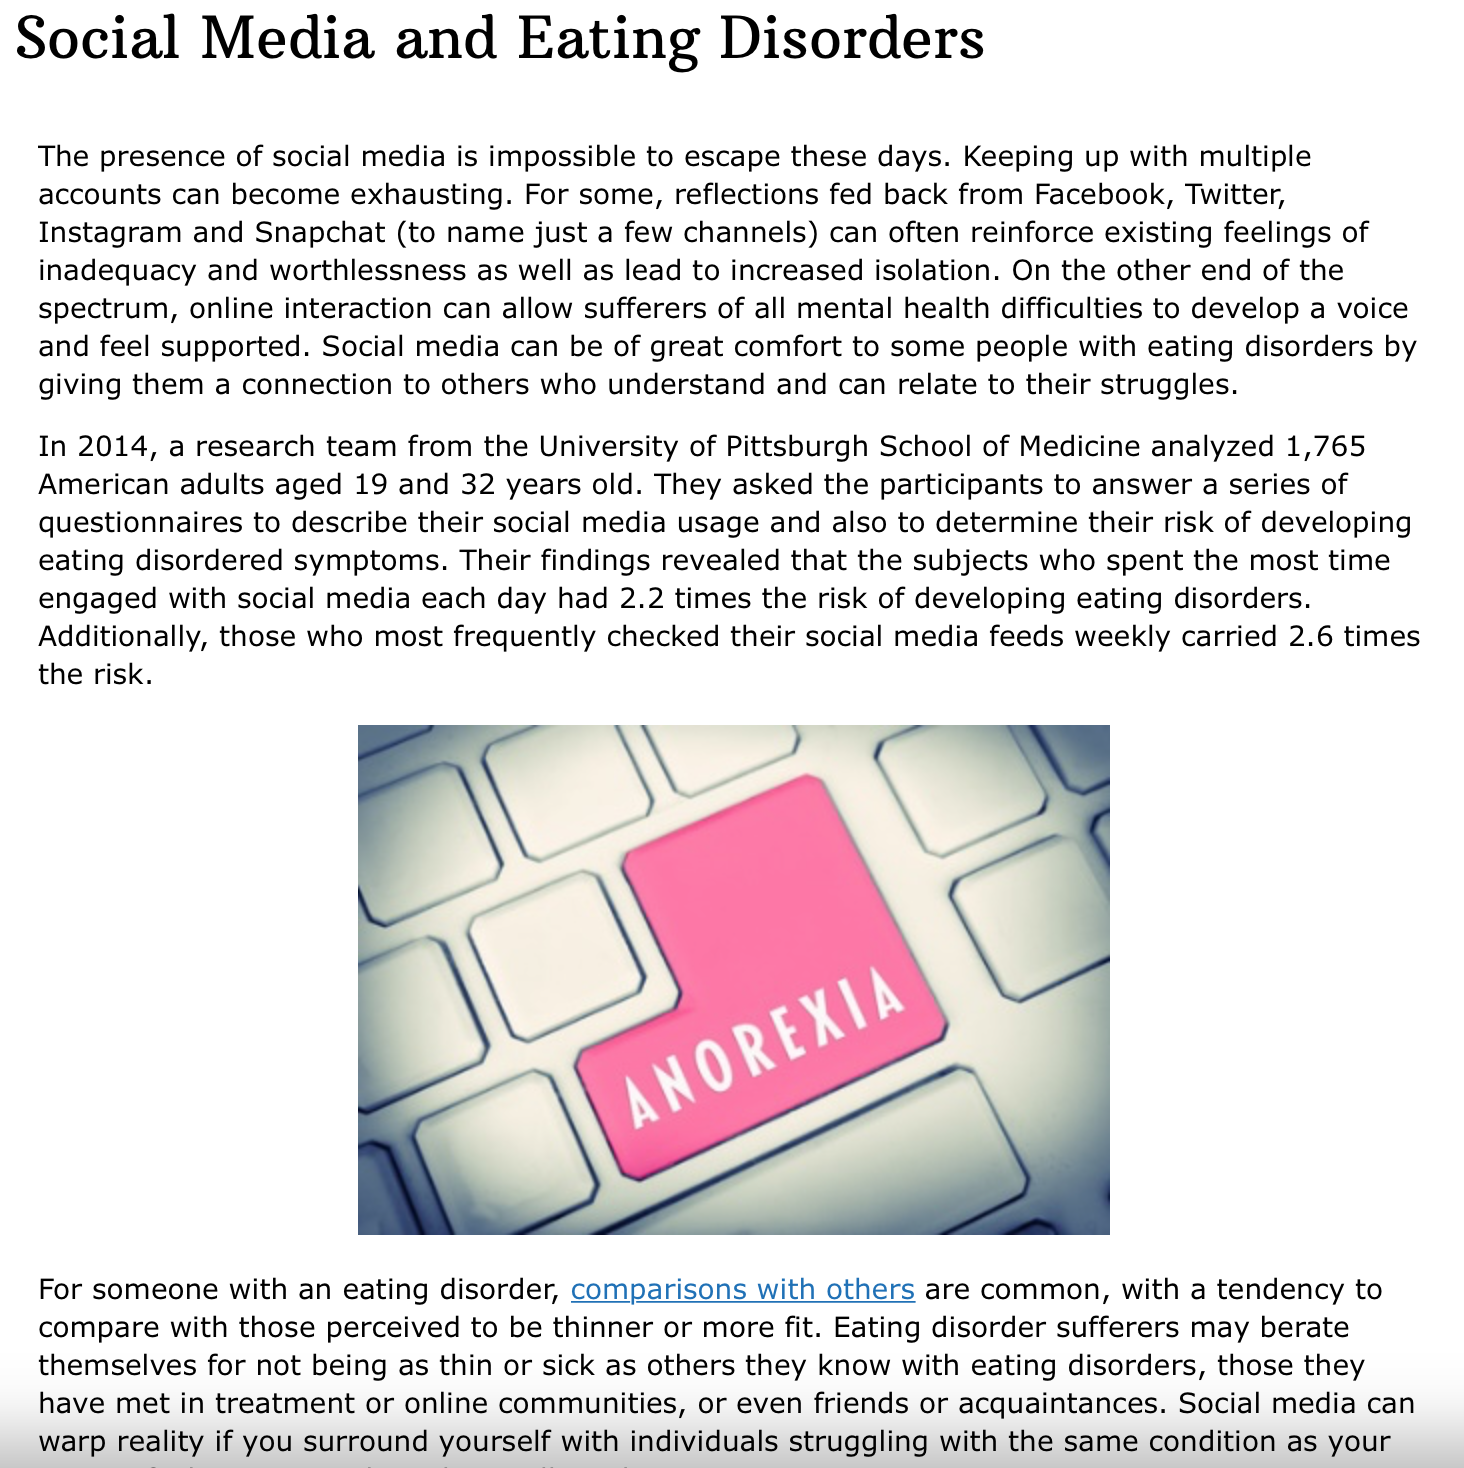 Social Media and Eating Disorders
The presence of social media is impossible to escape these days. Keeping up with multiple
accounts can become exhausting. For some, reflections fed back from Facebook, Twitter,
Instagram and Snapchat (to name just a few channels) can often reinforce existing feelings of
inadequacy and worthlessness as well as lead to increased isolation. On the other end of the
spectrum, online interaction can allow sufferers of all mental health difficulties to develop a voice
and feel supported. Social media can be of great comfort to some people with eating disorders by
giving them a connection to others who understand and can relate to their struggles.
In 2014, a research team from the University of Pittsburgh School of Medicine analyzed 1,765
American adults aged 19 and 32 years old. They asked the participants to answer a series of
questionnaires to describe their social media usage and also to determine their risk of developing
eating disordered symptoms. Their findings revealed that the subjects who spent the most time
engaged with social media each day had 2.2 times the risk of developing eating disorders.
Additionally, those who most frequently checked their social media feeds weekly carried 2.6 times
the risk.
ANOREXIA
For someone with an eating disorder, comparisons with others are common, with a tendency to
compare with those perceived to be thinner or more fit. Eating disorder sufferers may berate
themselves for not being as thin or sick as others they know with eating disorders, those they
have met in treatment or online communities, or even friends or acquaintances. Social media can
warp reality if you surround yourself with individuals struggling with the same condition as your